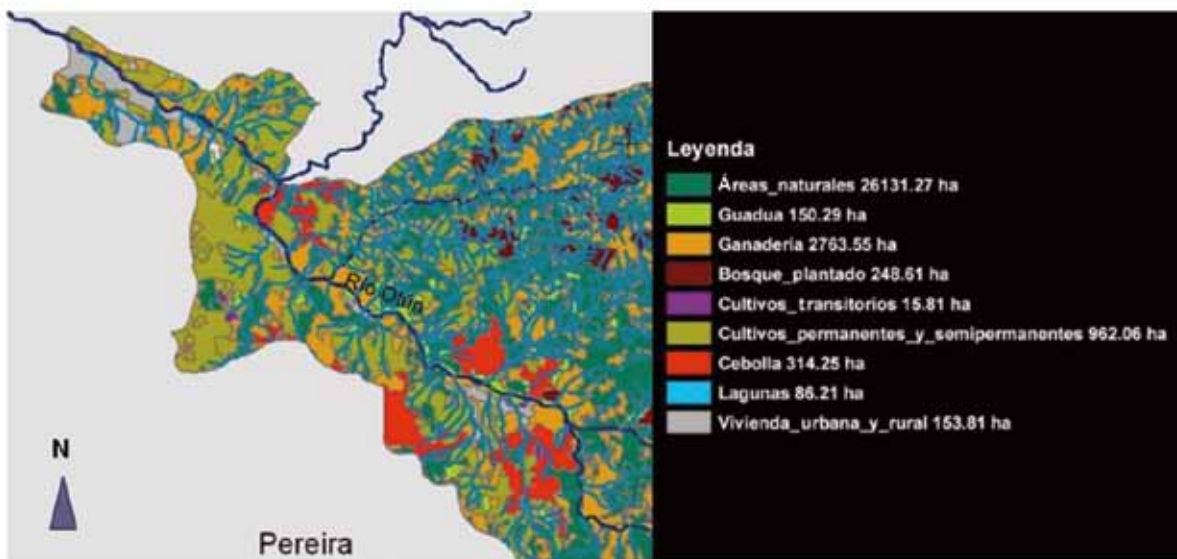 Río Otún
N
Pereira
Leyenda
Áreas_naturales 26131.27 ha
Guadua 150.29 ha
Ganadería 2763.55 ha
Bosque_plantado 248.61 ha
Cultivos_transitorios 15.81 ha
Cultivos_permanentes_y_semipermanentes 962.06 ha
Cebolla 314.25 ha
Lagunas 86.21 ha
Vivienda_urbana_y_rural 153.81 ha